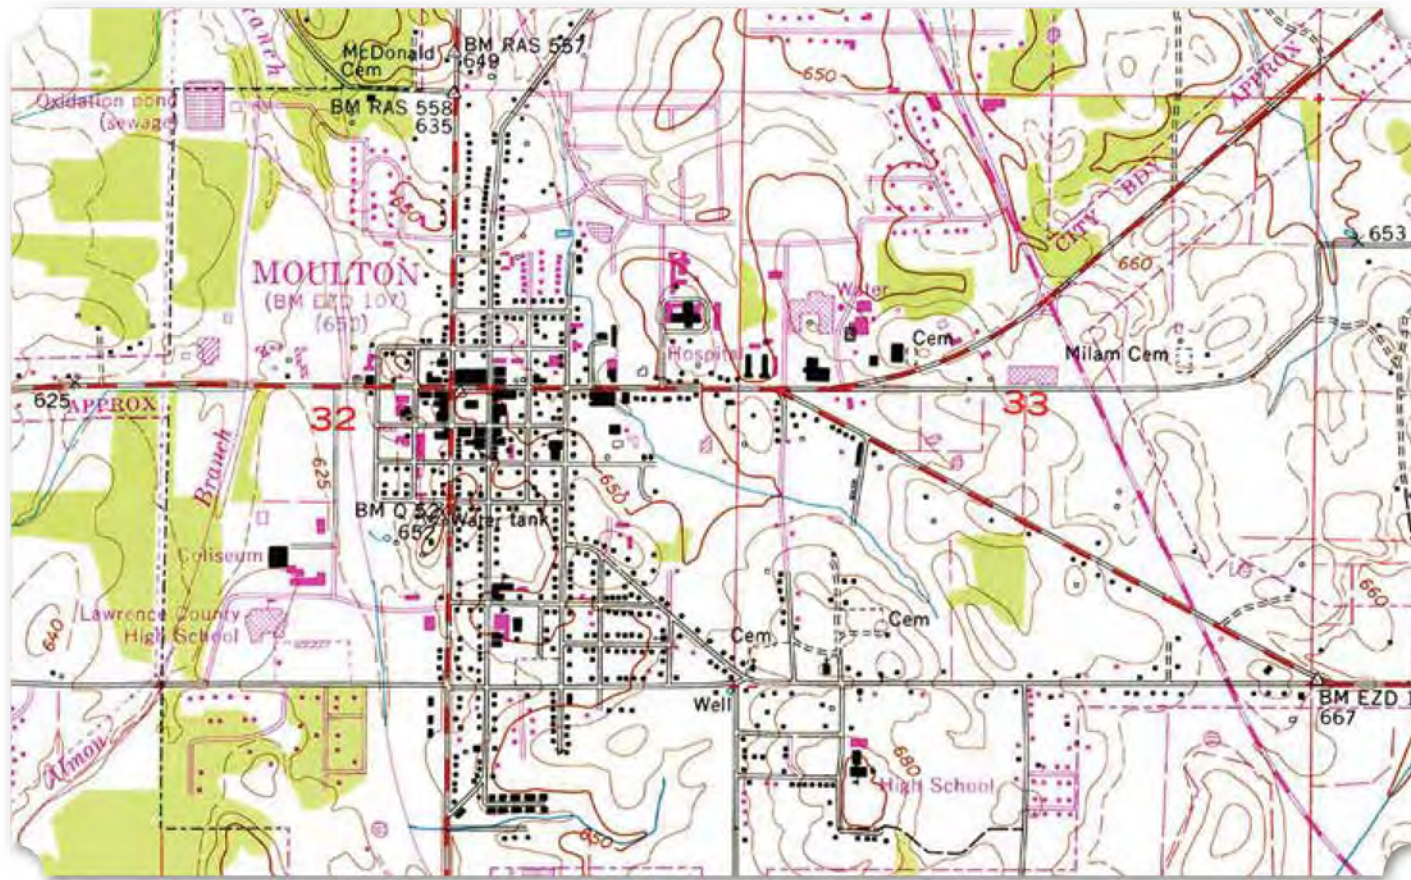 Branch
McDonald
Cem
BM RAS 557
649
650
APPROX
Oxidation pond
(sewage)
BM RAS 558
635
650
CITY BDY
653
660
MOULTON
(BM EZD 107)
(650)
Water
Cem
Hospital
Milam Cem
625
APPROX
32
33
Branch
625
650
BM Q 52
Water tank
Coliseum
660
640
Lawrence County
High School
Cem
Cem
Well
BM EZD 1
667
Almon
680
High School
650